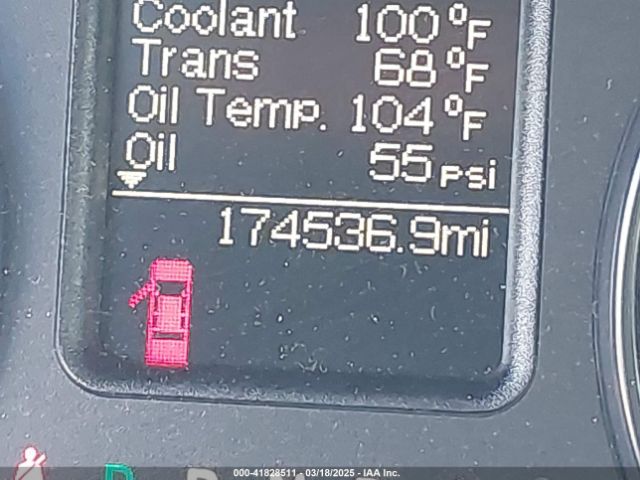 Coolant 100°F
Trans 68°F
Oil Temp. 104°F
Oil 55 psi
174536.9mi
000-41828511 - 03/18/2025 - IAA Inc.